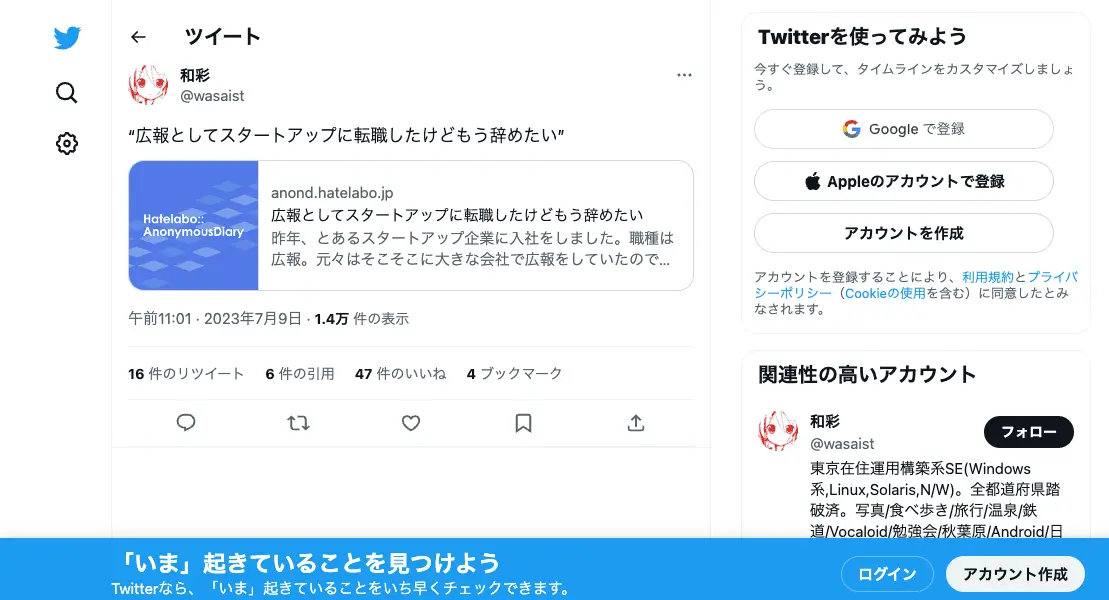 ツイート
和彩
@wasaist
“広報としてスタートアップに転職したけどもう辞めたい”
Hatelabo::
AnonymousDiary
anond.hatelabo.jp
広報としてスタートアップに転職したけどもう辞めたい
昨年、とあるスタートアップ企業に入社をしました。職種は
広報。元々はそこそこに大きな会社で広報をしていたので...
午前11:01 · 2023年7月9日 · 1.4万 件の表示
16 件のリツイート 6 件の引用 47 件のいいね 4 ブックマーク
Twitterを使ってみよう
今すぐ登録して、タイムラインをカスタマイズしましょ
う。
Google で登録
Appleのアカウントで登録
アカウントを作成
アカウントを登録することにより、利用規約とプライバ
シーポリシー（Cookieの使用を含む）に同意したとみ
なされます。
関連性の高いアカウント
和彩
@wasaist
フォロー
東京在住運用構築系SE(Windows
系,Linux,Solaris,N/W)。全都道府県踏
破済。写真/食べ歩き/旅行/温泉/鉄
道/Vocaloid/勉強会/秋葉原/Android/日
「いま」起きていることを見つけよう
Twitterなら、「いま」起きていることをいち早くチェックできます。
ログイン
アカウント作成